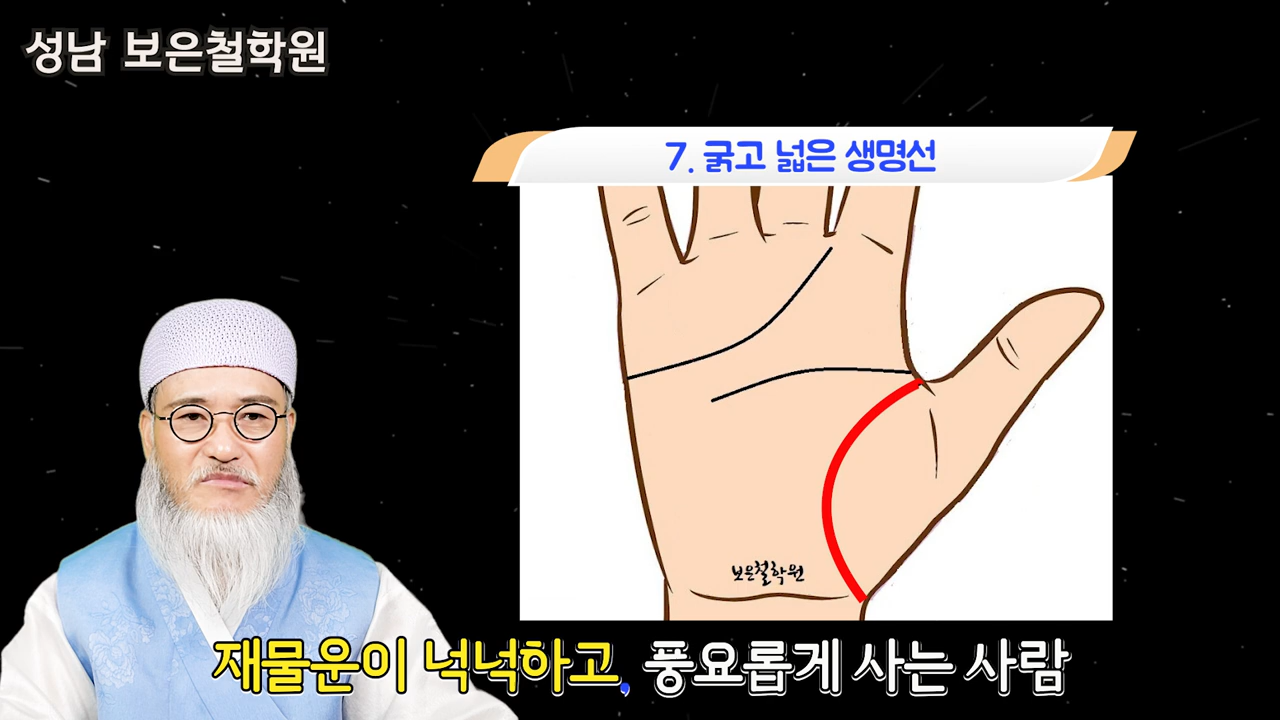 성남 보은철학원
7. 굵고 넓은 생명선
보은철학원
재물운이 넉넉하고, 풍요롭게 사는 사람